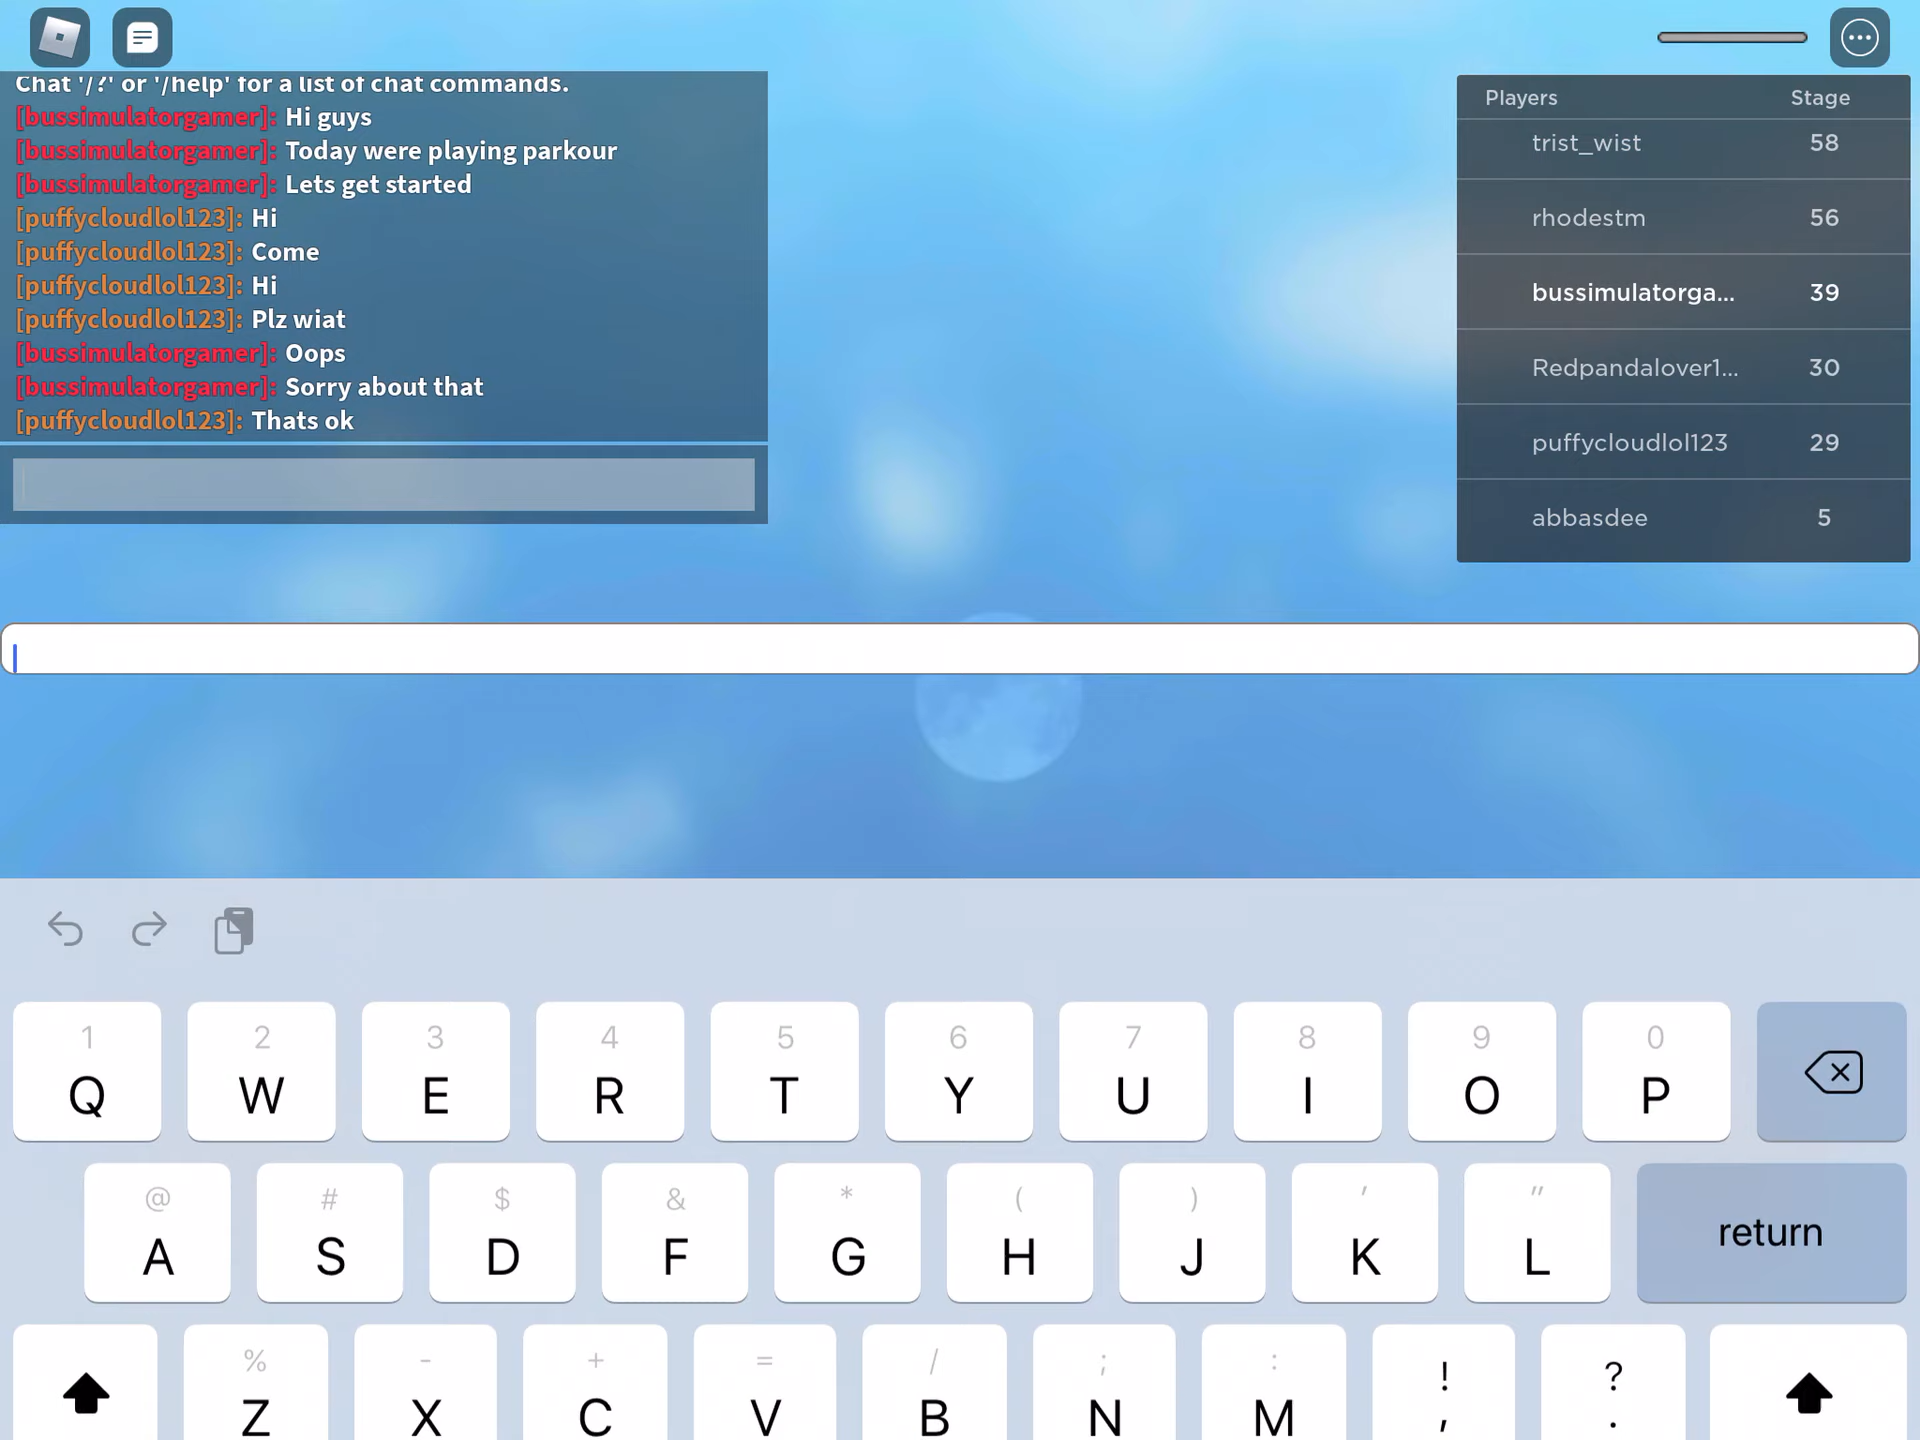 Chat '/?' or '/help' for a list of chat commands.
[bussimulatorgamer]: Hi guys
[bussimulatorgamer]: Today were playing parkour
[bussimulatorgamer]: Lets get started
[puffycloudlol123]: Hi
[puffycloudlol123]: Come
[puffycloudlol123]: Hi
[puffycloudlol123]: Plz wiat
[bussimulatorgamer]: Oops
[bussimulatorgamer]: Sorry about that
[puffycloudlol123]: Thats ok
Players Stage
trist_wist 58
rhodestm 56
bussimulatorga... 39
Redpandalover1... 30
puffycloudlol123 29
abbasdee 5
1 2 3 4 5 6 7 8 9 0
Q W E R T Y U I O P
@ # $ & * ( ) ' "
A S D F G H J K L return
% - + = / ; : ! ?
Z X C V B N M , .